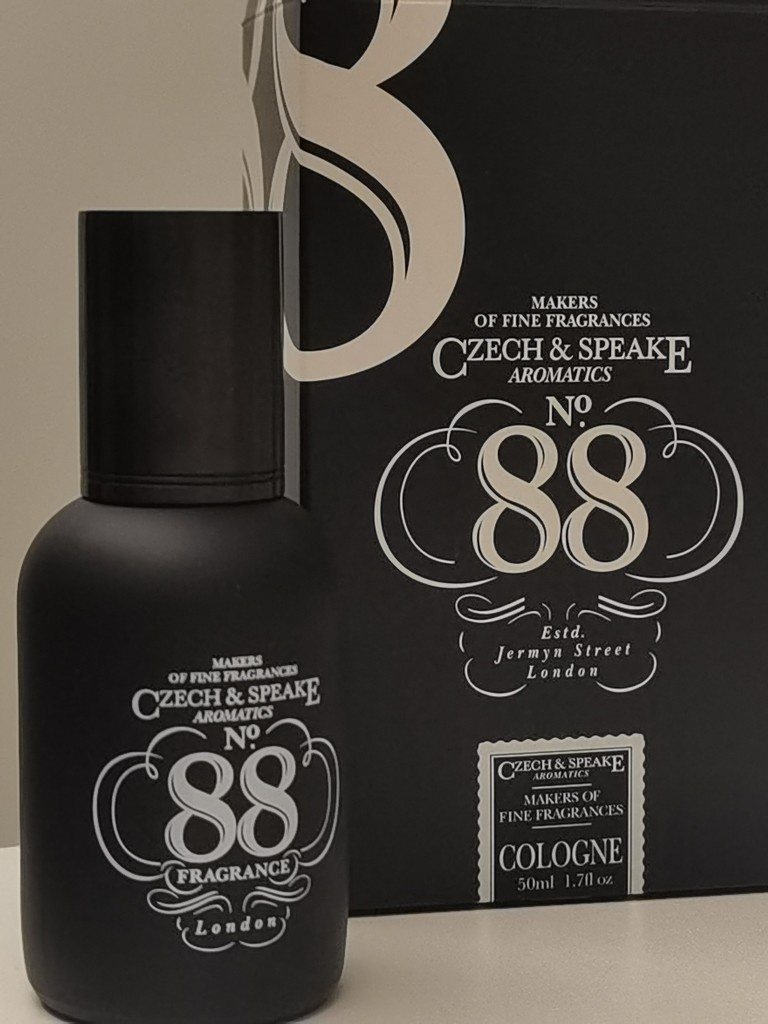 8
MAKERS
OF FINE FRAGRANCES
CZECH & SPEAKE
AROMATICS
Nº.
88
Estd.
Jermyn Street
London
CZECH & SPEAKE
AROMATICS
MAKERS OF
FINE FRAGRANCES
COLOGNE
50ml 1.7fl oz
MAKERS
OF FINE FRAGRANCES
CZECH & SPEAKE
AROMATICS
Nº.
88
FRAGRANCE
London